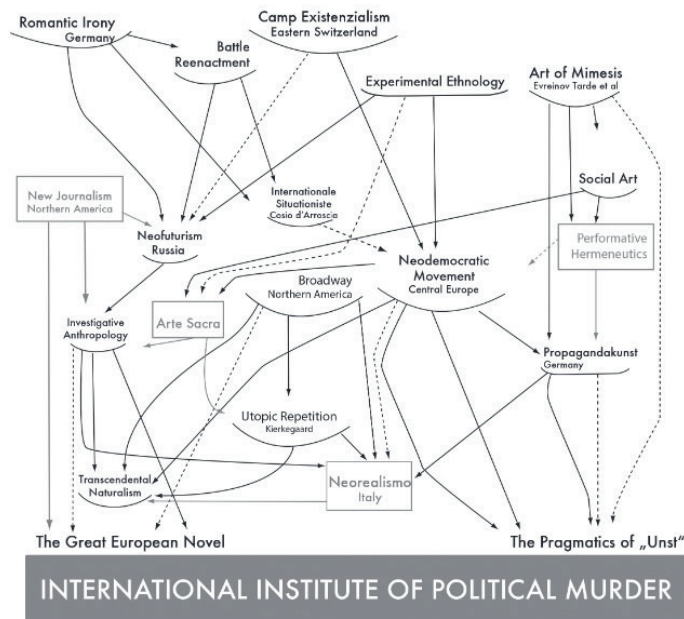 Romantic Irony
Germany
Camp Existenzialism
Eastern Switzerland
Battle
Reenactment
Experimental Ethnology
Art of Mimesis
Evreinov Tarde et al
Social Art
New Journalism
Northern America
Internationale
Situationiste
Cosio d'Arroscia
Neofuturism
Russia
Performative
Hermeneutics
Neodemocratic
Movement
Central Europe
Broadway
Northern America
Arte Sacra
Investigative
Anthropology
Propagandakunst
Germany
Utopic Repetition
Kierkegaard
Transcendental
Naturalism
Neorealismo
Italy
The Great European Novel
The Pragmatics of „Unst"
INTERNATIONAL INSTITUTE OF POLITICAL MURDER